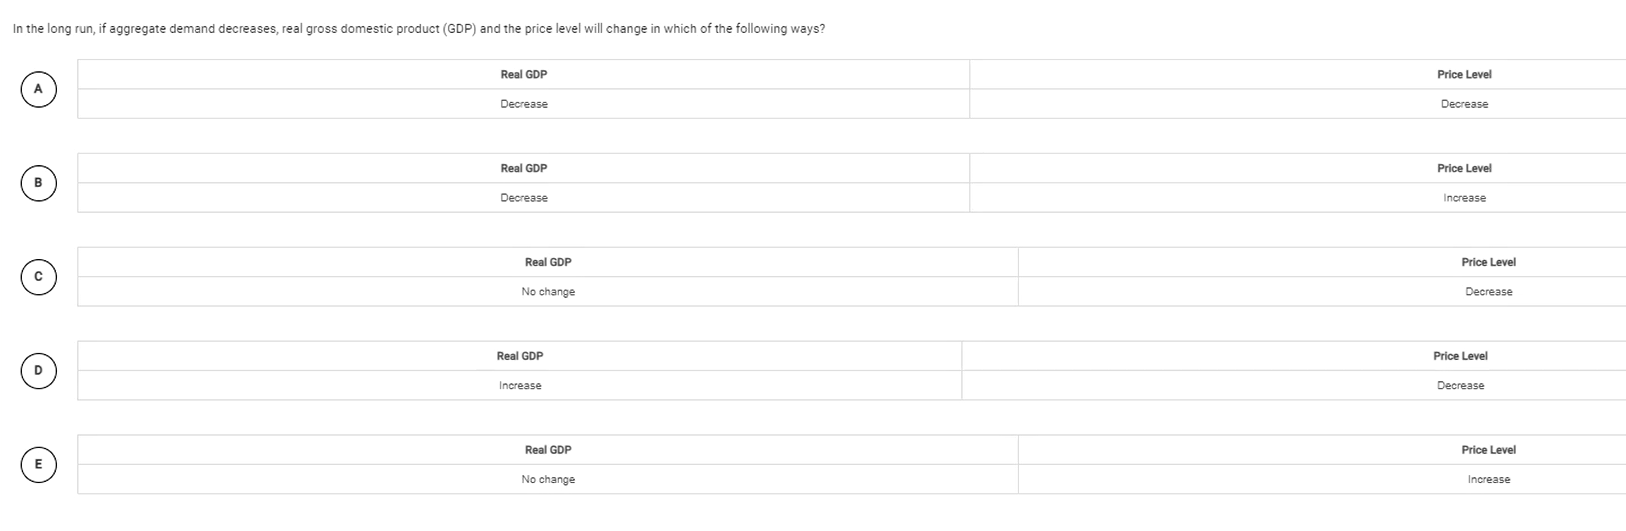 In the long run, if aggregate demand decreases, real gross domestic product (GDP) and the price level will change in which of the following ways?
A
Real GDP Price Level
Decrease Decrease
B
Real GDP Price Level
Decrease Increase
C
Real GDP Price Level
No change Decrease
D
Real GDP Price Level
Increase Decrease
E
Real GDP Price Level
No change Increase